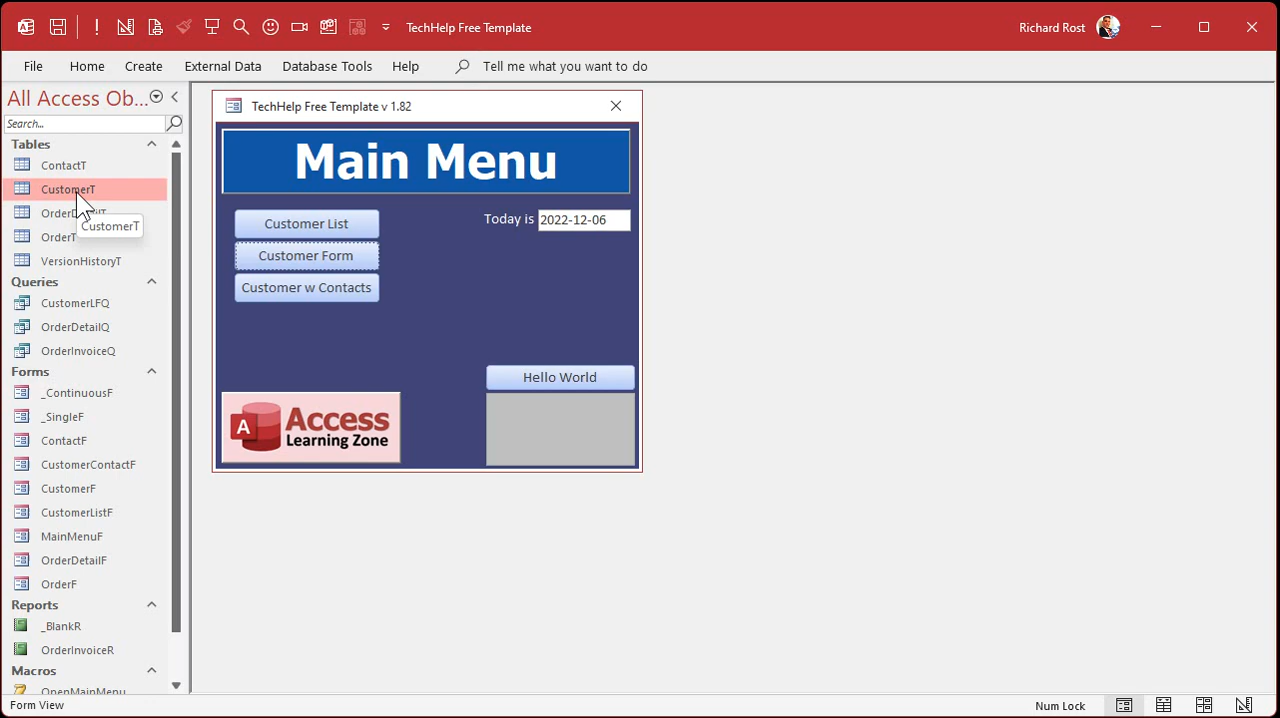 TechHelp Free Template
Richard Rost
File Home Create External Data Database Tools Help Tell me what you want to do
All Access Ob...
Search...
Tables
ContactT
CustomerT
OrderDetailT
CustomerT
OrderT
VersionHistoryT
Queries
CustomerLFQ
OrderDetailQ
OrderInvoiceQ
Forms
_ContinuousF
_SingleF
ContactF
CustomerContactF
CustomerF
CustomerListF
MainMenuF
OrderDetailF
OrderF
Reports
_BlankR
OrderInvoiceR
Macros
OpenMainMenu
TechHelp Free Template v 1.82
Main Menu
Customer List
Today is 2022-12-06
Customer Form
Customer w Contacts
Hello World
A Access
Learning Zone
Form View
Num Lock